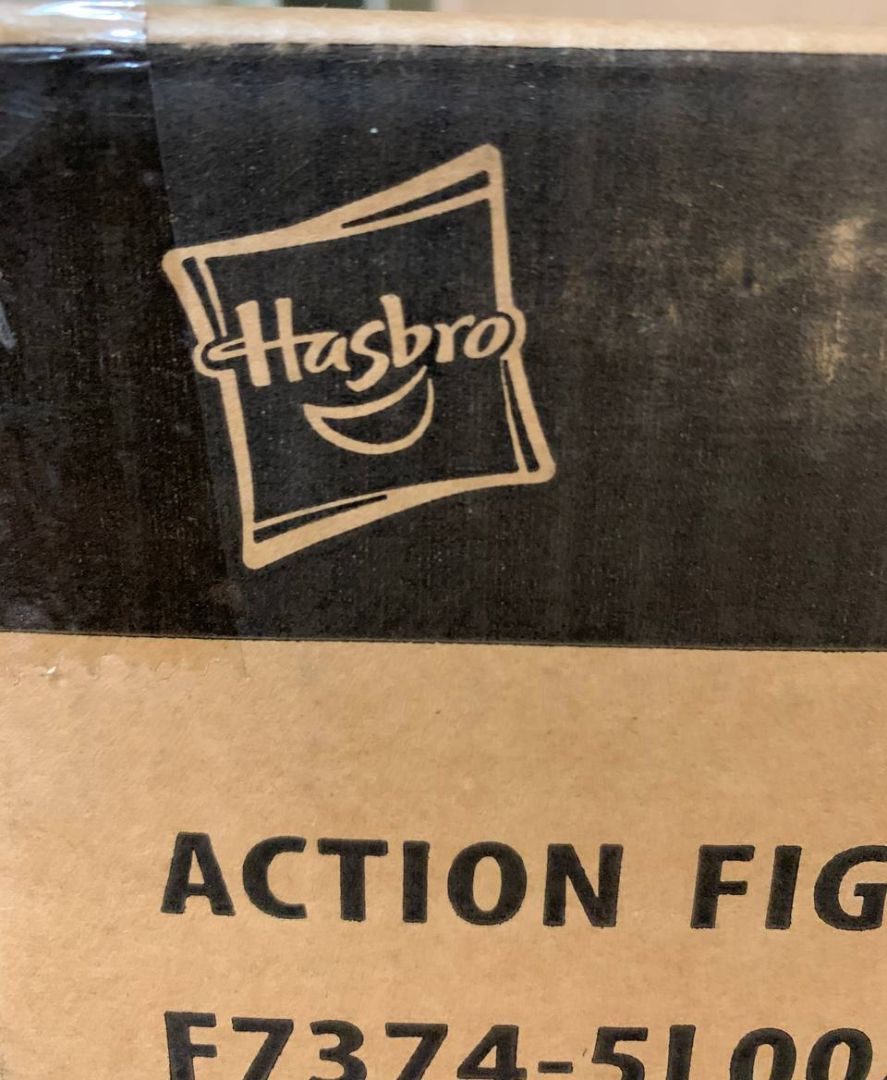 Hasbro
ACTION FIG
F7374-5L00